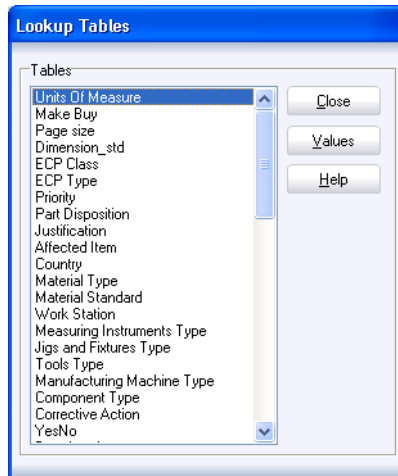 Lookup Tables
Tables
Units Of Measure
Make Buy
Page size
Dimension_std
ECP Class
ECP Type
Priority
Part Disposition
Justification
Affected Item
Country
Material Type
Material Standard
Work Station
Measuring Instruments Type
Jigs and Fixtures Type
Tools Type
Manufacturing Machine Type
Component Type
Corrective Action
YesNo
Close
Values
Help